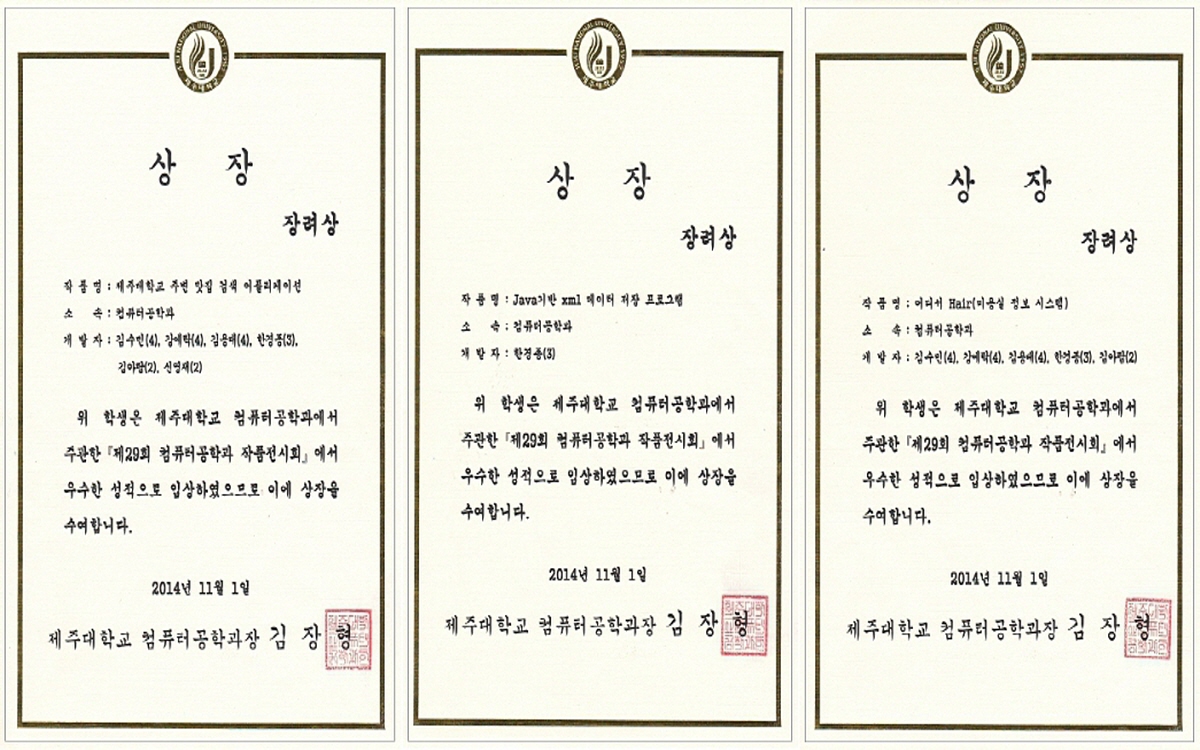 상 장
장려상
작 품 명 : 제주대학교 주변 맛집 검색 어플리케이션
소 속 : 컴퓨터공학과
개 발 자 : 김수민(4), 강예락(4), 김용태(4), 한경풍(3),
김아람(2), 신영재(2)
위 학생은 제주대학교 컴퓨터공학과에서
주관한『제29회 컴퓨터공학과 작품전시회』에서
우수한 성적으로 입상하였으므로 이에 상장을
수여합니다.
2014년 11월 1일
제주대학교 컴퓨터공학과장 김 장 형
상 장
장려상
작 품 명 : Java기반 xml 데이터 저장 프로그램
소 속 : 컴퓨터공학과
개 발 자 : 한경풍(3)
위 학생은 제주대학교 컴퓨터공학과에서
주관한『제29회 컴퓨터공학과 작품전시회』에서
우수한 성적으로 입상하였으므로 이에 상장을
수여합니다.
2014년 11월 1일
제주대학교 컴퓨터공학과장 김 장 형
상 장
장려상
작 품 명 : 어디서 Hair(미용실 정보 시스템)
소 속 : 컴퓨터공학과
개 발 자 : 김수민(4), 강예락(4), 김용태(4), 한경풍(3), 김아람(2)
위 학생은 제주대학교 컴퓨터공학과에서
주관한『제29회 컴퓨터공학과 작품전시회』에서
우수한 성적으로 입상하였으므로 이에 상장을
수여합니다.
2014년 11월 1일
제주대학교 컴퓨터공학과장 김 장 형